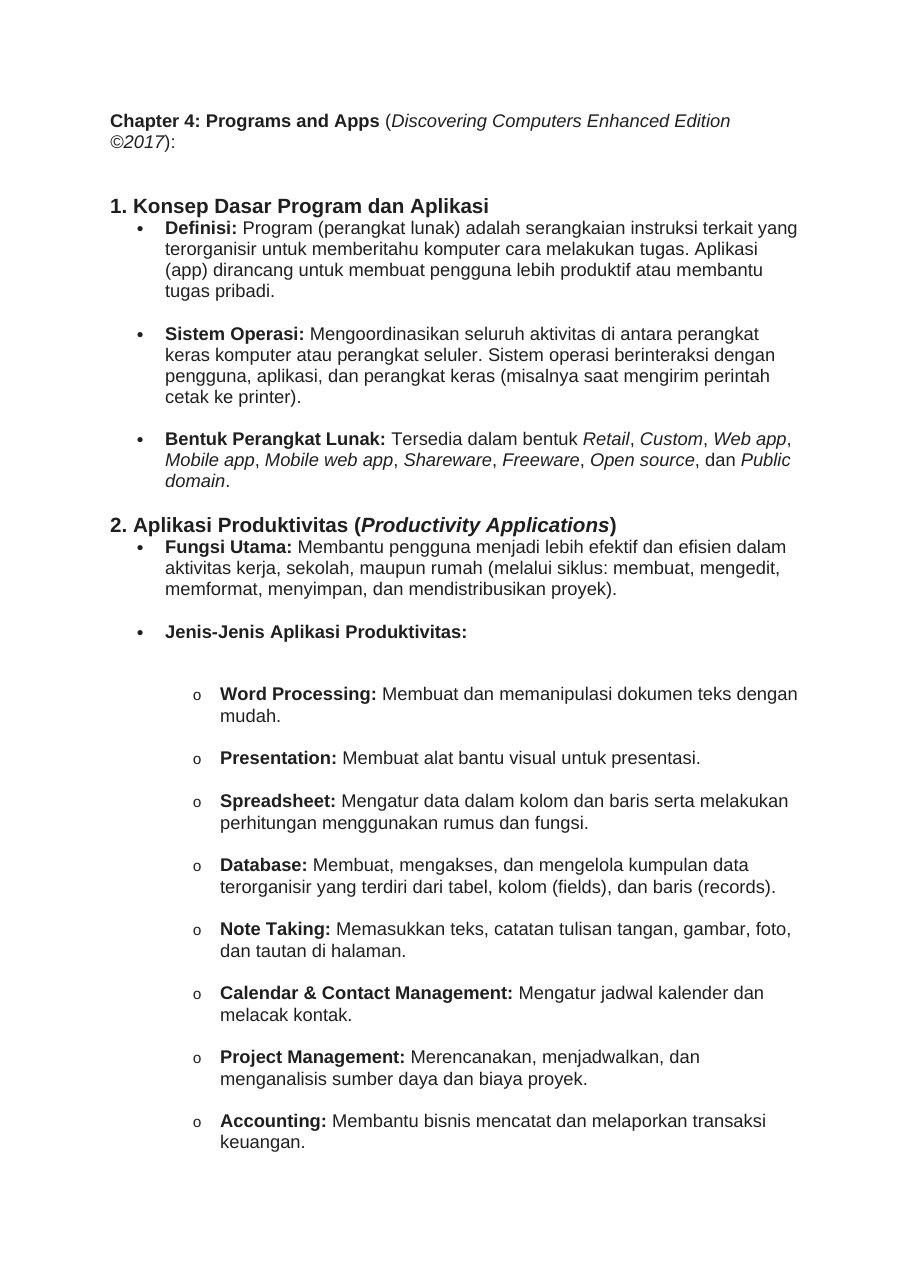 Chapter 4: Programs and Apps (Discovering Computers Enhanced Edition
©2017):
1. Konsep Dasar Program dan Aplikasi
• Definisi: Program (perangkat lunak) adalah serangkaian instruksi terkait yang
terorganisir untuk memberitahu komputer cara melakukan tugas. Aplikasi
(app) dirancang untuk membuat pengguna lebih produktif atau membantu
tugas pribadi.
• Sistem Operasi: Mengoordinasikan seluruh aktivitas di antara perangkat
keras komputer atau perangkat seluler. Sistem operasi berinteraksi dengan
pengguna, aplikasi, dan perangkat keras (misalnya saat mengirim perintah
cetak ke printer).
• Bentuk Perangkat Lunak: Tersedia dalam bentuk Retail, Custom, Web app,
Mobile app, Mobile web app, Shareware, Freeware, Open source, dan Public
domain.
2. Aplikasi Produktivitas (Productivity Applications)
• Fungsi Utama: Membantu pengguna menjadi lebih efektif dan efisien dalam
aktivitas kerja, sekolah, maupun rumah (melalui siklus: membuat, mengedit,
memformat, menyimpan, dan mendistribusikan proyek).
• Jenis-Jenis Aplikasi Produktivitas:
o Word Processing: Membuat dan memanipulasi dokumen teks dengan
mudah.
o Presentation: Membuat alat bantu visual untuk presentasi.
o Spreadsheet: Mengatur data dalam kolom dan baris serta melakukan
perhitungan menggunakan rumus dan fungsi.
o Database: Membuat, mengakses, dan mengelola kumpulan data
terorganisir yang terdiri dari tabel, kolom (fields), dan baris (records).
o Note Taking: Memasukkan teks, catatan tulisan tangan, gambar, foto,
dan tautan di halaman.
o Calendar & Contact Management: Mengatur jadwal kalender dan
melacak kontak.
o Project Management: Merencanakan, menjadwalkan, dan
menganalisis sumber daya dan biaya proyek.
o Accounting: Membantu bisnis mencatat dan melaporkan transaksi
keuangan.